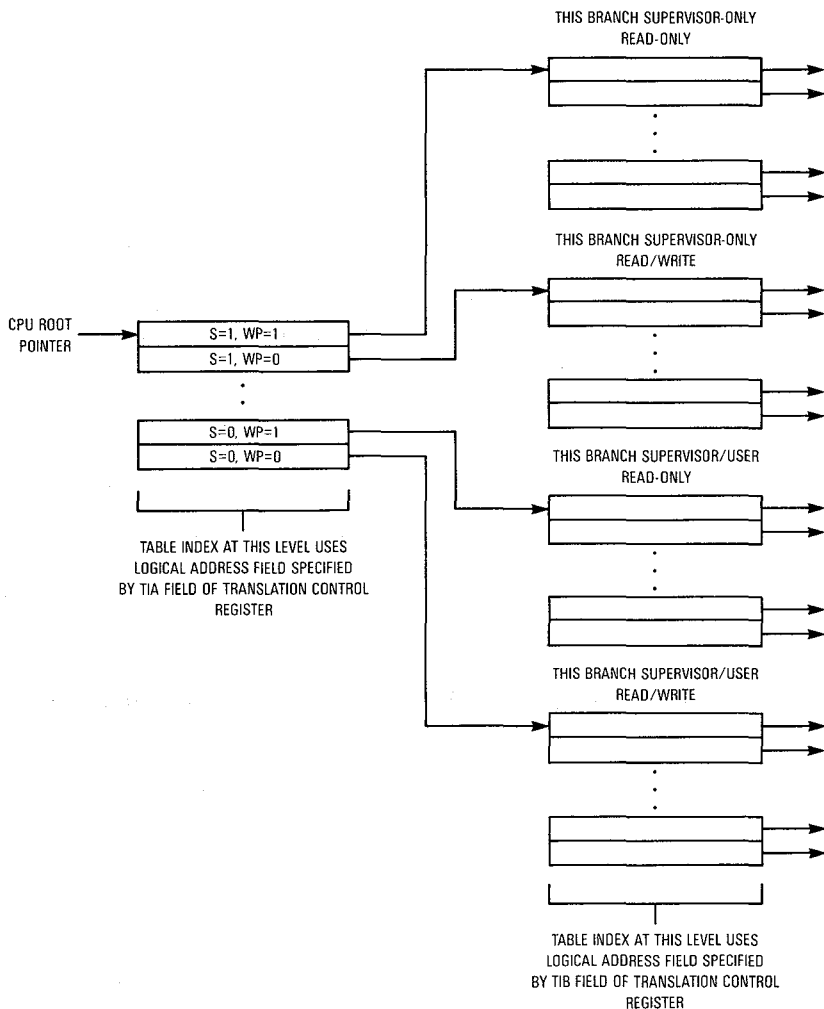 THIS BRANCH SUPERVISOR-ONLY
READ-ONLY
THIS BRANCH SUPERVISOR-ONLY
READ/WRITE
CPU ROOT
POINTER
S=1, WP=1
S=1, WP=0
S=0, WP=1
S=0, WP=0
THIS BRANCH SUPERVISOR/USER
READ-ONLY
TABLE INDEX AT THIS LEVEL USES
LOGICAL ADDRESS FIELD SPECIFIED
BY TIA FIELD OF TRANSLATION CONTROL
REGISTER
THIS BRANCH SUPERVISOR/USER
READ/WRITE
TABLE INDEX AT THIS LEVEL USES
LOGICAL ADDRESS FIELD SPECIFIED
BY TIB FIELD OF TRANSLATION CONTROL
REGISTER